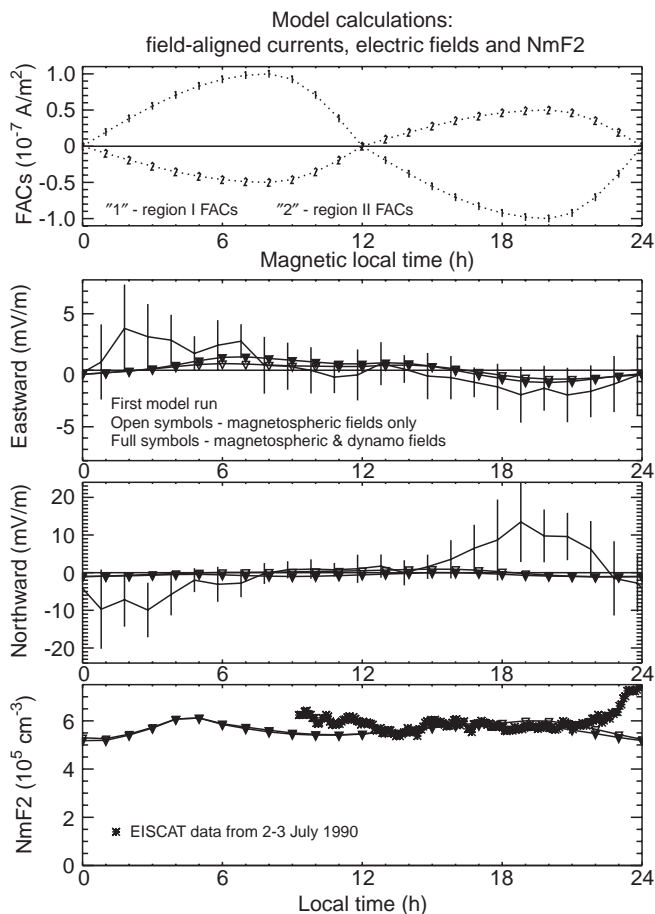 Model calculations:
field-aligned currents, electric fields and NmF2
FACs (10⁻⁷ A/m²)
1.0
0.5
0
-0.5
-1.0
"1" - region I FACs "2" - region II FACs
0 6 12 18 24
Magnetic local time (h)
Eastward (mV/m)
5
0
-5
First model run
Open symbols - magnetospheric fields only
Full symbols - magnetospheric & dynamo fields
0 6 12 18 24
Northward (mV/m)
20
10
0
-10
-20
0 6 12 18 24
NmF2 (10⁵ cm⁻³)
8
6
4
2
0
EISCAT data from 2-3 July 1990
0 6 12 18 24
Local time (h)